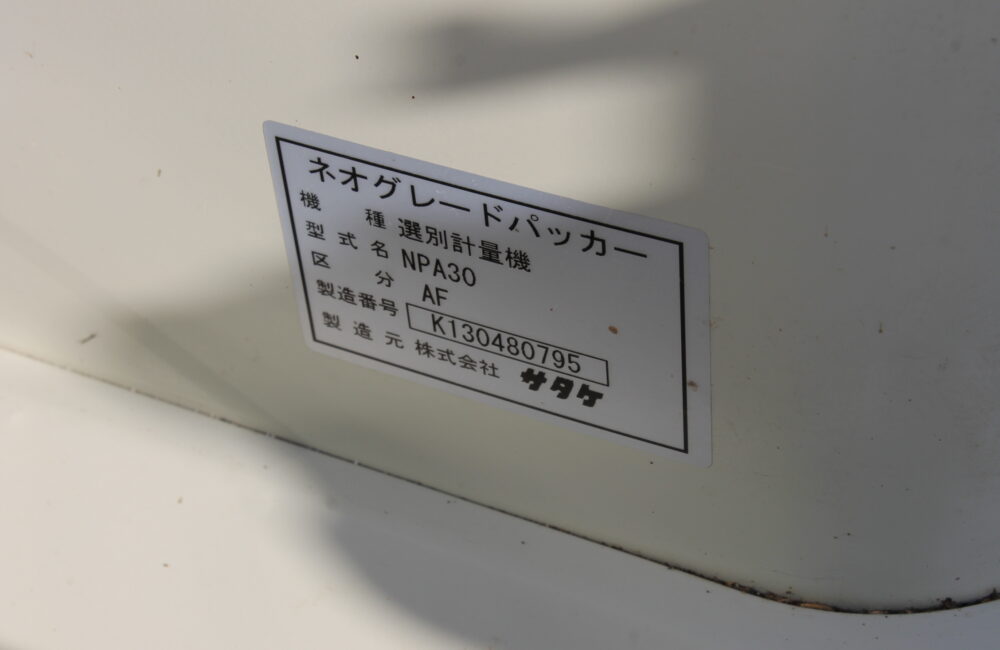 ネオグレードパッカー
機種 選別計量機
型式名 NPA30
区分 AF
製造番号 K130480795
製造元 株式会社 サタケ